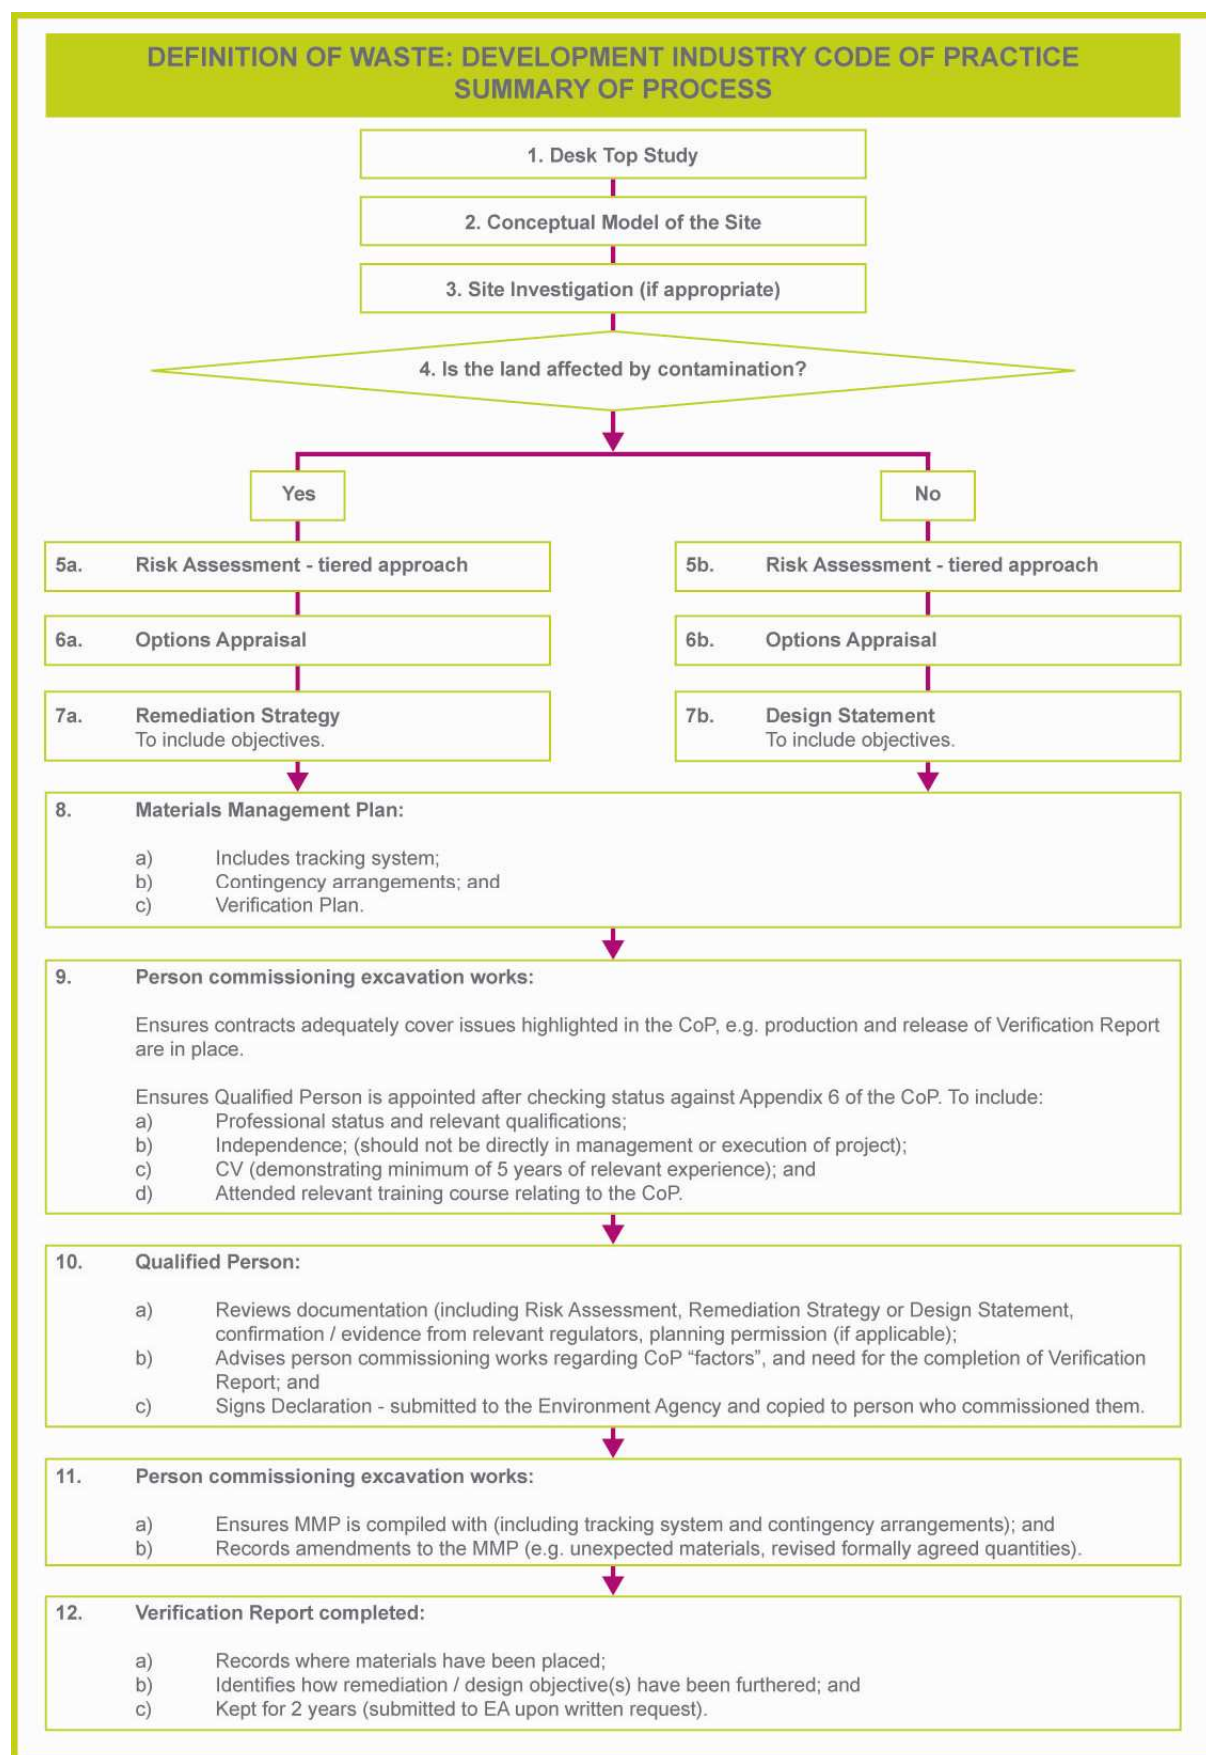 DEFINITION OF WASTE: DEVELOPMENT INDUSTRY CODE OF PRACTICE
SUMMARY OF PROCESS
1. Desk Top Study
2. Conceptual Model of the Site
3. Site Investigation (if appropriate)
4. Is the land affected by contamination?
Yes
No
5a. Risk Assessment - tiered approach
5b. Risk Assessment - tiered approach
6a. Options Appraisal
6b. Options Appraisal
7a. Remediation Strategy
To include objectives.
7b. Design Statement
To include objectives.
8. Materials Management Plan:
a) Includes tracking system;
b) Contingency arrangements; and
c) Verification Plan.
9. Person commissioning excavation works:
Ensures contracts adequately cover issues highlighted in the CoP, e.g. production and release of Verification Report
are in place.
Ensures Qualified Person is appointed after checking status against Appendix 6 of the CoP. To include:
a) Professional status and relevant qualifications;
b) Independence; (should not be directly in management or execution of project);
c) CV (demonstrating minimum of 5 years of relevant experience); and
d) Attended relevant training course relating to the CoP.
10. Qualified Person:
a) Reviews documentation (including Risk Assessment, Remediation Strategy or Design Statement,
confirmation / evidence from relevant regulators, planning permission (if applicable);
b) Advises person commissioning works regarding CoP “factors”, and need for the completion of Verification
Report; and
c) Signs Declaration - submitted to the Environment Agency and copied to person who commissioned them.
11. Person commissioning excavation works:
a) Ensures MMP is compiled with (including tracking system and contingency arrangements); and
b) Records amendments to the MMP (e.g. unexpected materials, revised formally agreed quantities).
12. Verification Report completed:
a) Records where materials have been placed;
b) Identifies how remediation / design objective(s) have been furthered; and
c) Kept for 2 years (submitted to EA upon written request).